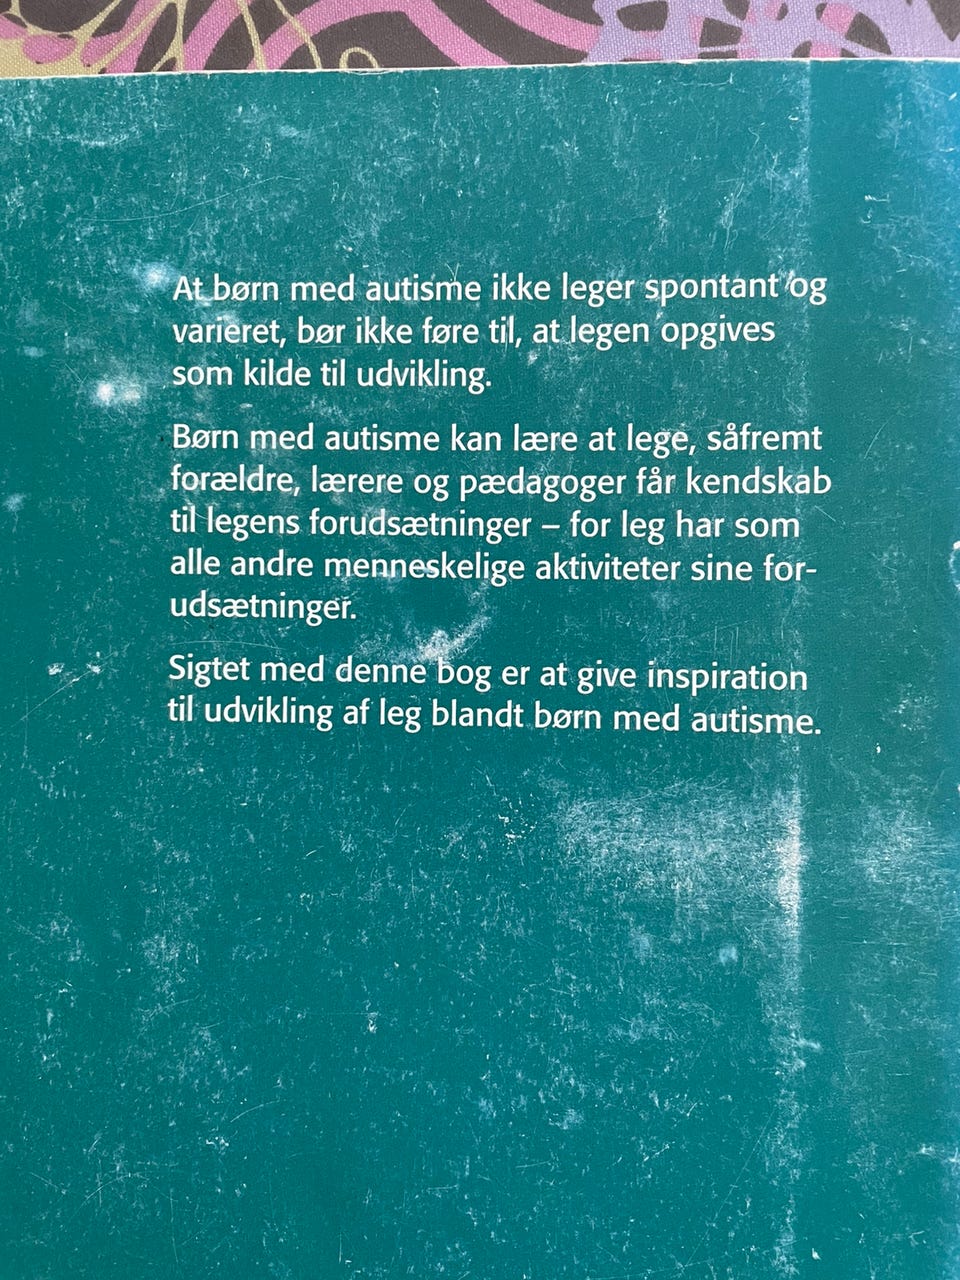 At børn med autisme ikke leger spontant og
varieret, bør ikke føre til, at legen opgives
som kilde til udvikling.
Børn med autisme kan lære at lege, såfremt
forældre, lærere og pædagoger får kendskab
til legens forudsætninger – for leg har som
alle andre menneskelige aktiviteter sine for-
udsætninger.
Sigtet med denne bog er at give inspiration
til udvikling af leg blandt børn med autisme.